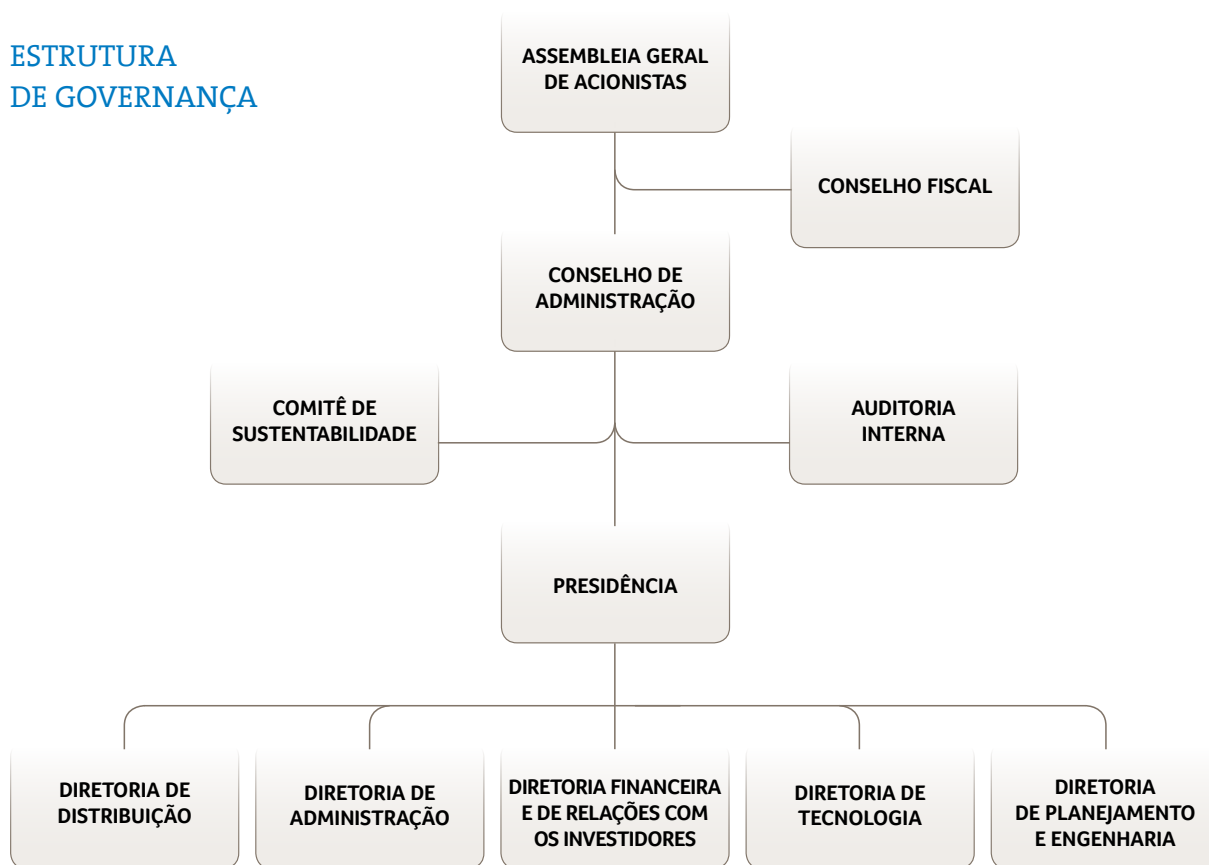 ESTRUTURA
DE GOVERNANÇA
ASSEMBLEIA GERAL
DE ACIONISTAS
CONSELHO FISCAL
CONSELHO DE
ADMINISTRAÇÃO
COMITÊ DE
SUSTENTABILIDADE
AUDITORIA
INTERNA
PRESIDÊNCIA
DIRETORIA DE
DISTRIBUIÇÃO
DIRETORIA DE
ADMINISTRAÇÃO
DIRETORIA FINANCEIRA
E DE RELAÇÕES COM
OS INVESTIDORES
DIRETORIA DE
TECNOLOGIA
DIRETORIA
DE PLANEJAMENTO
E ENGENHARIA